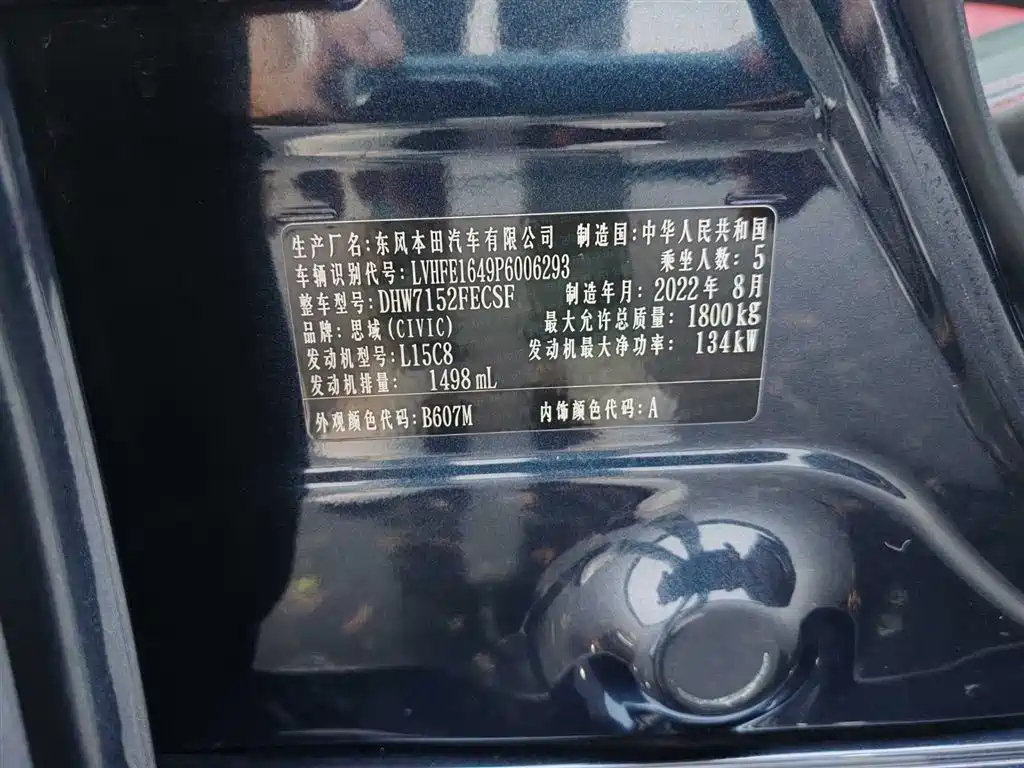 生产厂名:东风本田汽车有限公司 制造国:中华人民共和国
车辆识别代号:LVHFE1649P6006293 乘坐人数:5
整车型号:DHW7152FECSF 制造年月:2022年8月
品牌:思域(CIVIC) 最大允许总质量:1800kg
发动机型号:L15C8 发动机最大净功率:134kW
发动机排量:1498mL
外观颜色代码:B607M 内饰颜色代码:A